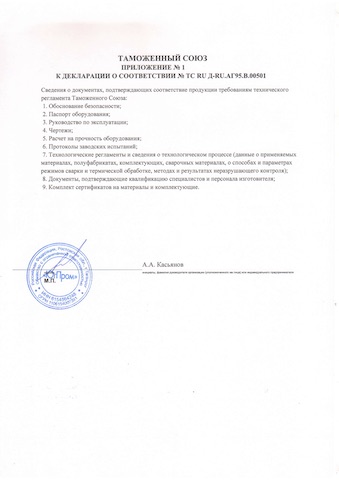 ТАМОЖЕННЫЙ СОЮЗ
ПРИЛОЖЕНИЕ № 1
К ДЕКЛАРАЦИИ О СООТВЕТСТВИИ № ТС RU Д-RU.АГ95.В.00501
Сведения о документах, подтверждающих соответствие продукции требованиям технического
регламента Таможенного Союза:
1. Обоснование безопасности;
2. Паспорт оборудования;
3. Руководство по эксплуатации;
4. Чертежи;
5. Расчет на прочность оборудования;
6. Протоколы заводских испытаний;
7. Технологические регламенты и сведения о технологическом процессе (данные о применяемых
материалах, полуфабрикатах, комплектующих, сварочных материалах, о способах и параметрах
режимов сварки и термической обработке, методах и результатах неразрушающего контроля);
8. Документы, подтверждающие квалификацию специалистов и персонала изготовителя;
9. Комплект сертификатов на материалы и комплектующие.
А.А. Касьянов
М.П.